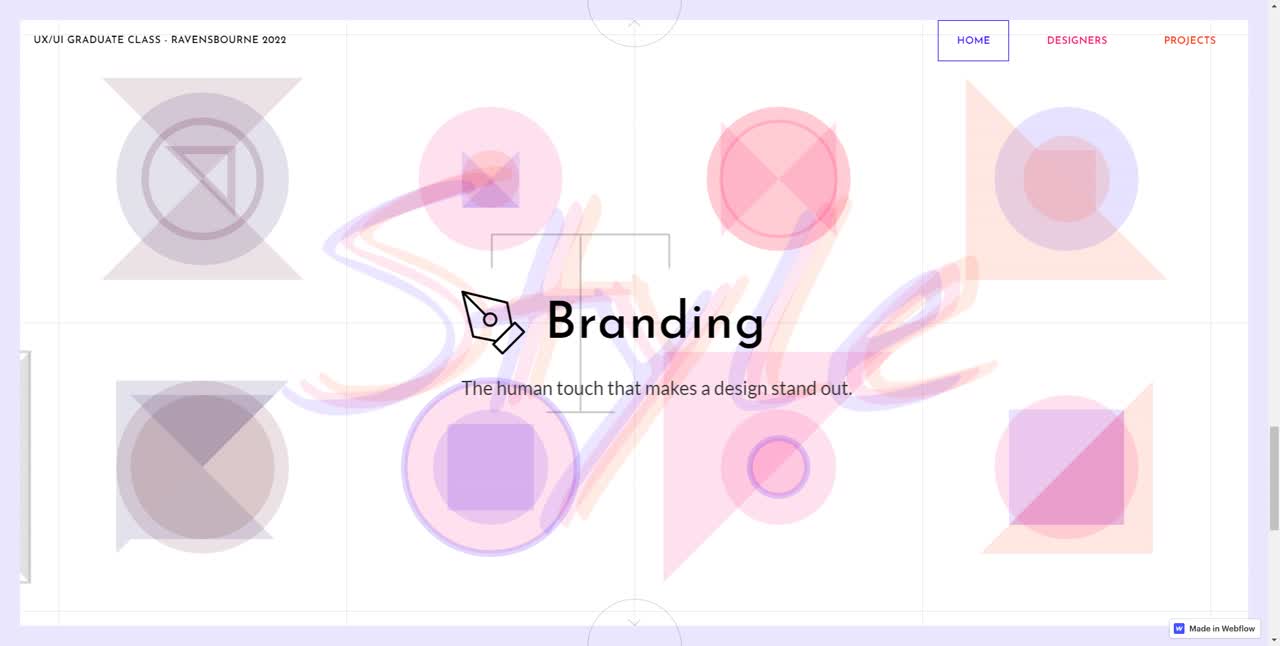 UX/UI GRADUATE CLASS - RAVENSBOURNE 2022
HOME
DESIGNERS
PROJECTS
Style
Branding
The human touch that makes a design stand out.
Made in Webflow